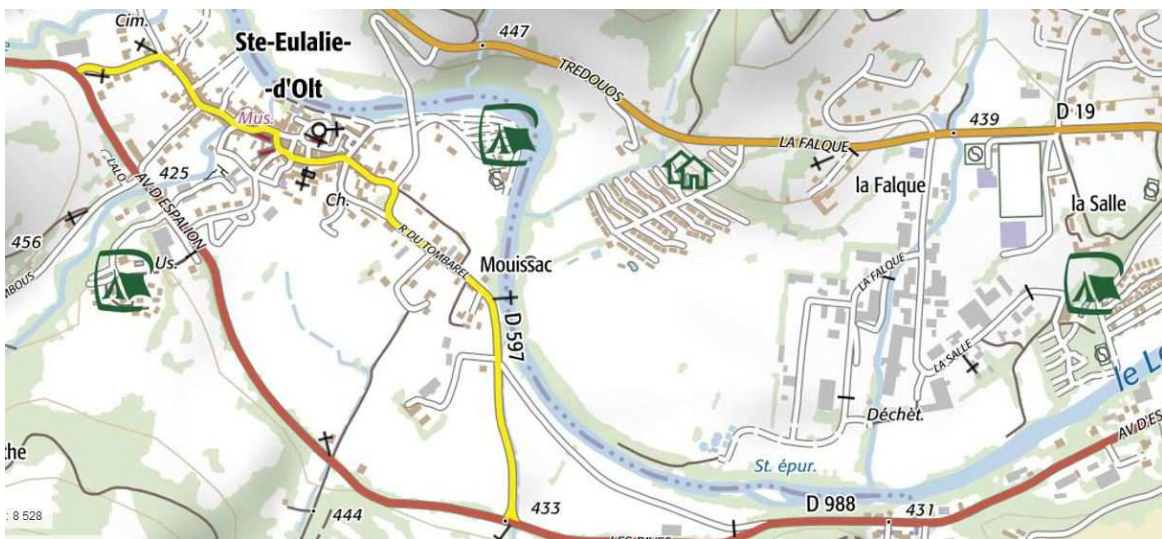 Cim.
447
Ste-Eulalie-
-d'Olt
TREDOUOS
Mus.
LA FALQUE
439
D 19
425
AV D'ESPALION
Ch.
la Falque
la Salle
456
Us.
R DU TOMBAREL
Mouissac
LA FALQUE
D 597
LA SALLE
le Lo
Déchèt.
AV D'ES
che
St. épur.
: 8 528
444
433
D 988
431